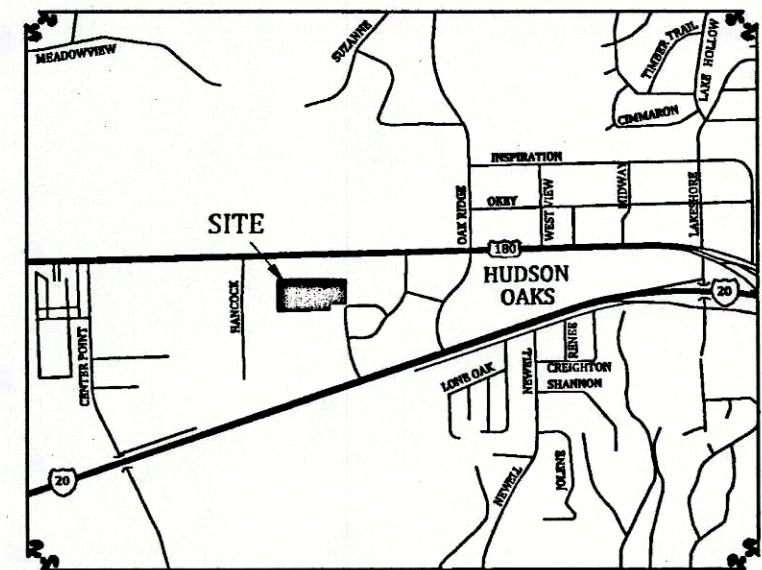 MEADOWVIEW
SUZANNE
TIMBER TRAIL
LAKE HOLLOW
CIMMARON
INSPIRATION
OAK RIDGE
OKEY
WEST VIEW
MIDWAY
LAKESHORE
SITE
180
HUDSON
OAKS
20
HANCOCK
CENTER POINT
RENEE
NEWELL
CREIGHTON
LONE OAK
SHANNON
20
NEWELL
JOLENE